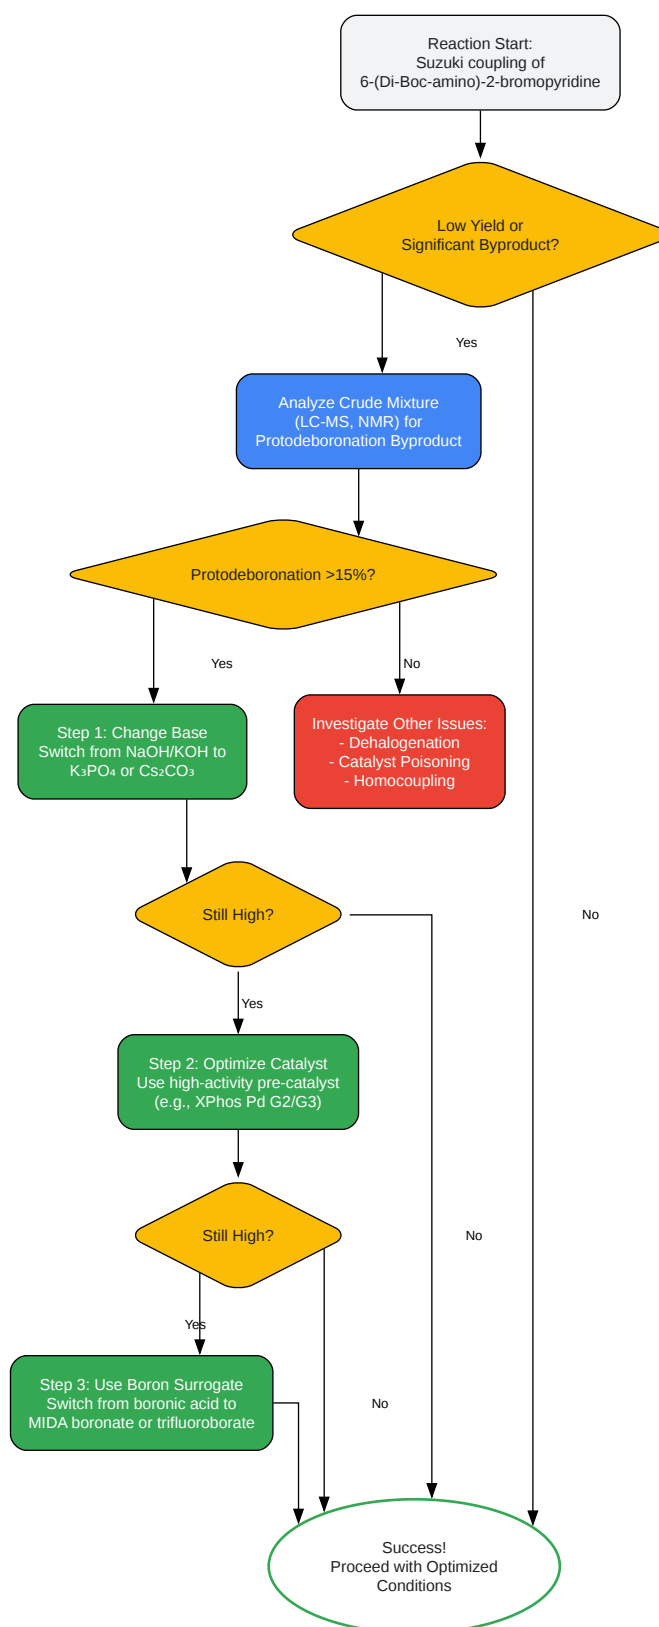 Reaction Start:
Suzuki coupling of
6-(Di-Boc-amino)-2-bromopyridine
Low Yield or
Significant Byproduct?
Yes
Analyze Crude Mixture
(LC-MS, NMR) for
Protodeboronation Byproduct
Protodeboronation >15%?
Yes
No
Step 1: Change Base
Switch from NaOH/KOH to
K₃PO₄ or Cs₂CO₃
Investigate Other Issues:
- Dehalogenation
- Catalyst Poisoning
- Homocoupling
Still High?
No
Yes
Step 2: Optimize Catalyst
Use high-activity pre-catalyst
(e.g., XPhos Pd G2/G3)
Still High?
No
Yes
Step 3: Use Boron Surrogate
Switch from boronic acid to
MIDA boronate or trifluoroborate
No
Success!
Proceed with Optimized
Conditions